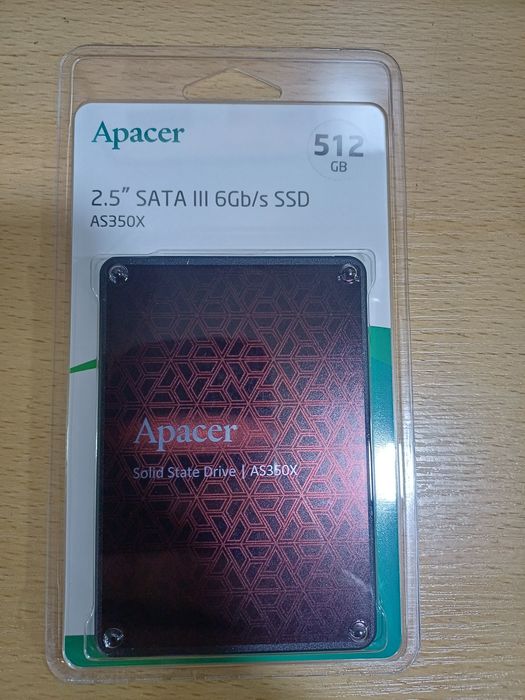 Apacer
512
GB
2.5” SATA III 6Gb/s SSD
AS350X
Apacer
Solid State Drive | AS350X